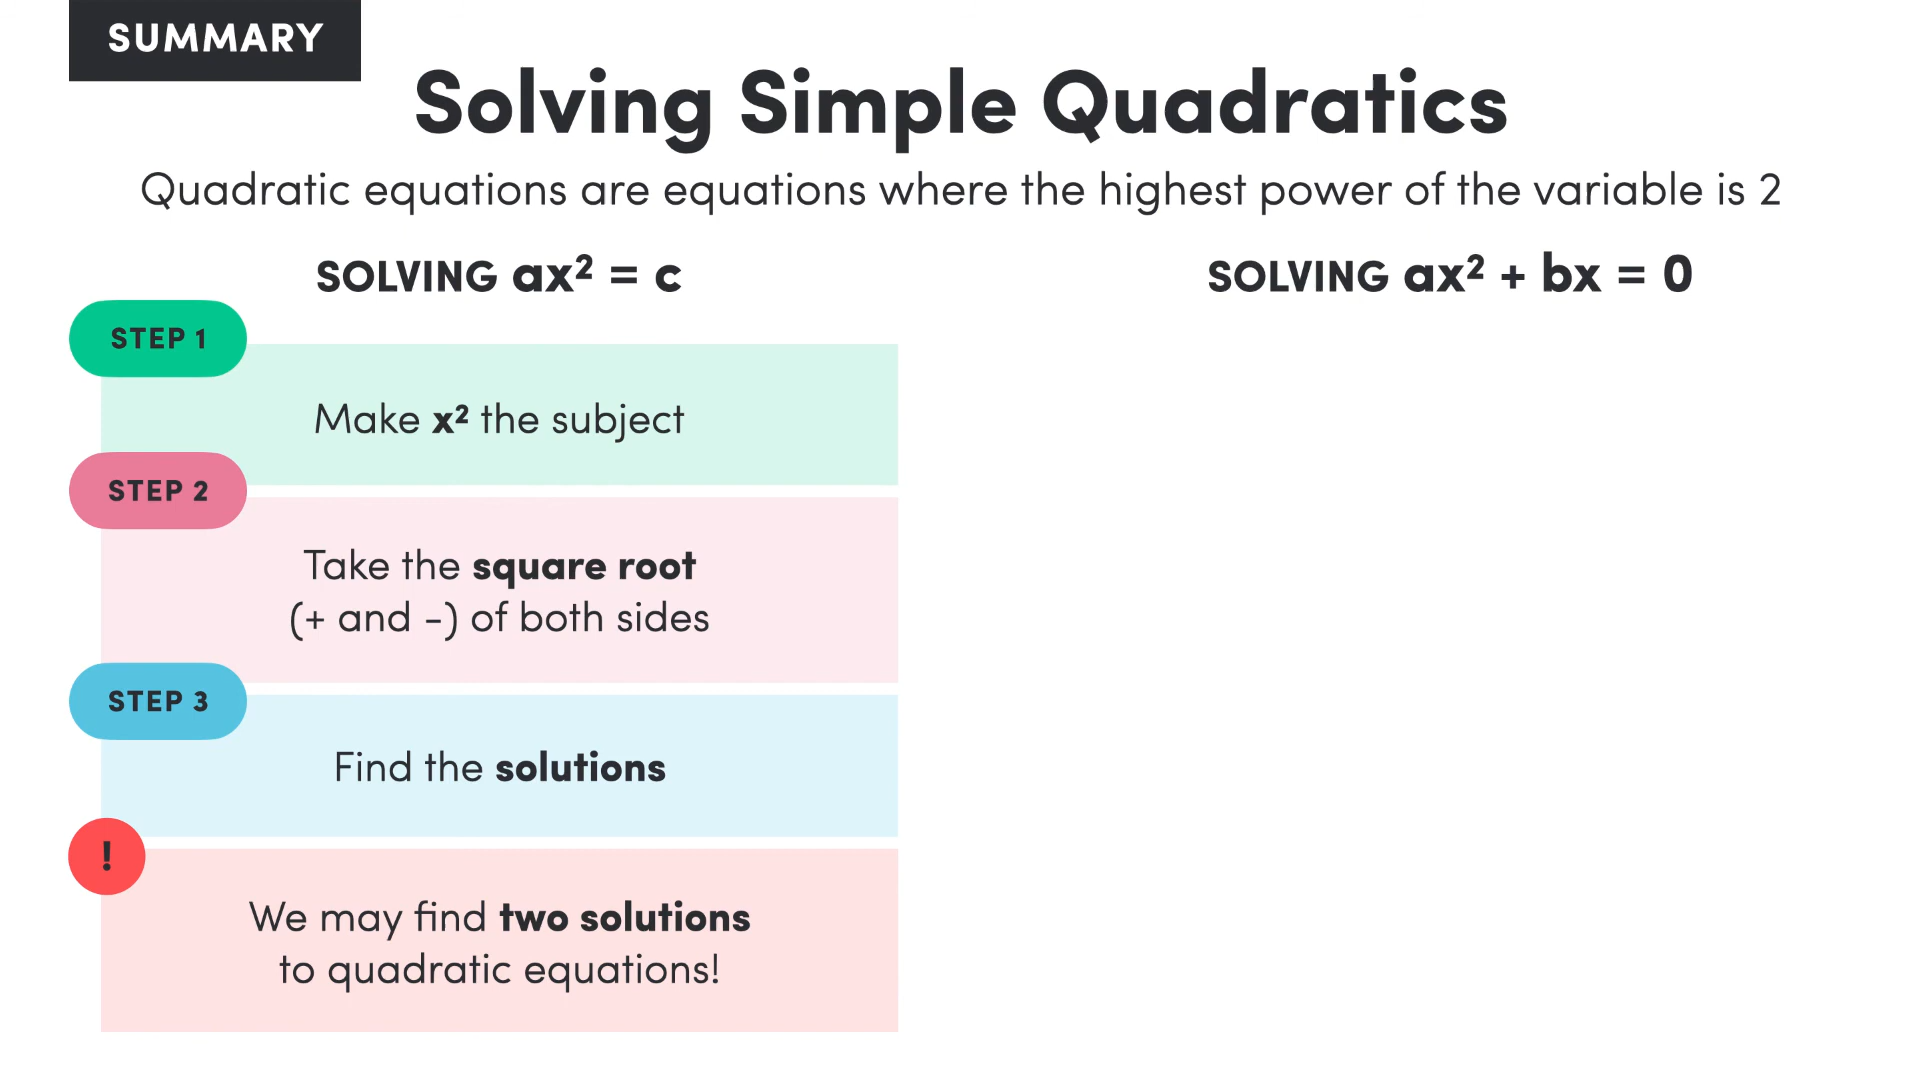 SUMMARY
Solving Simple Quadratics
Quadratic equations are equations where the highest power of the variable is 2
SOLVING ax² = c
STEP 1
Make x² the subject
STEP 2
Take the square root
(+ and -) of both sides
STEP 3
Find the solutions
!
We may find two solutions
to quadratic equations!
SOLVING ax² + bx = 0